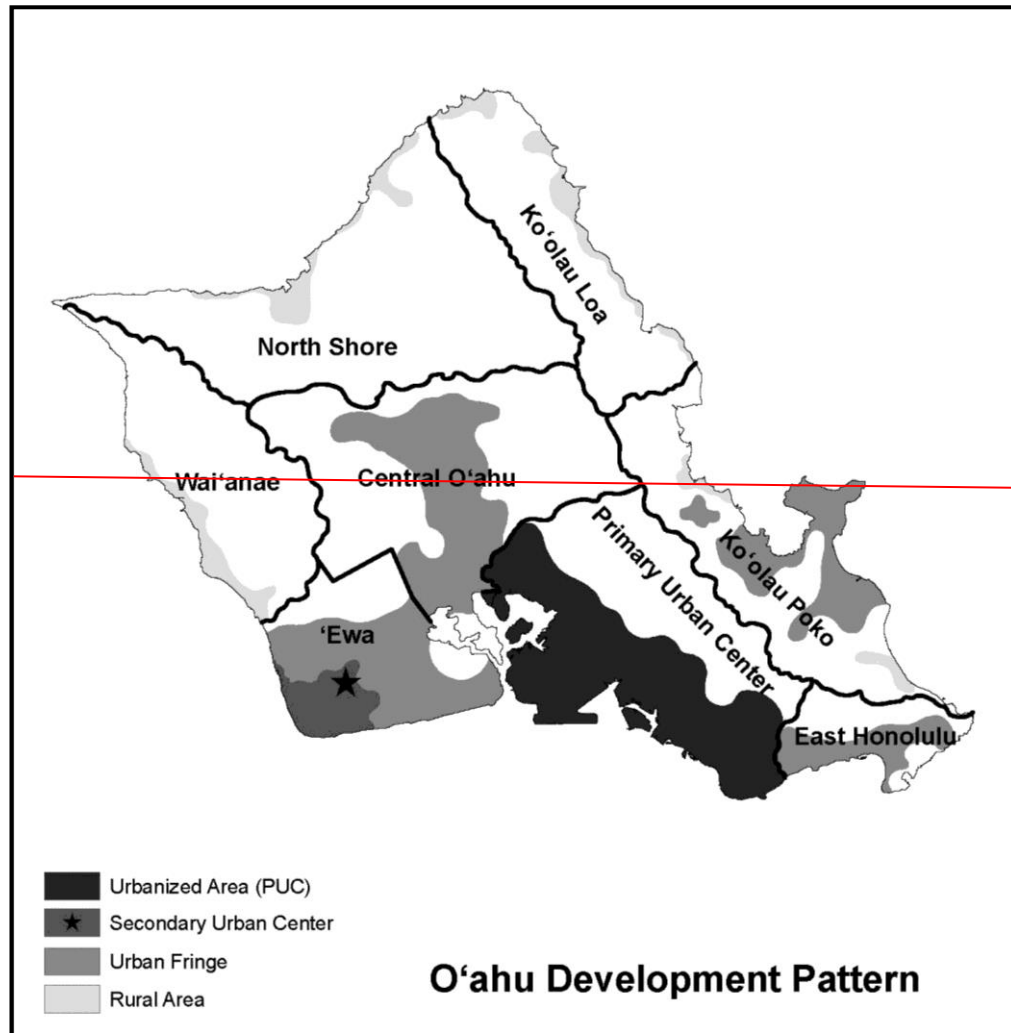 Ko‘olau Loa
North Shore
Wai‘anae
Central O‘ahu
Primary Urban Center
Ko‘olau Poko
‘Ewa
East Honolulu
Urbanized Area (PUC)
Secondary Urban Center
Urban Fringe
Rural Area
O‘ahu Development Pattern